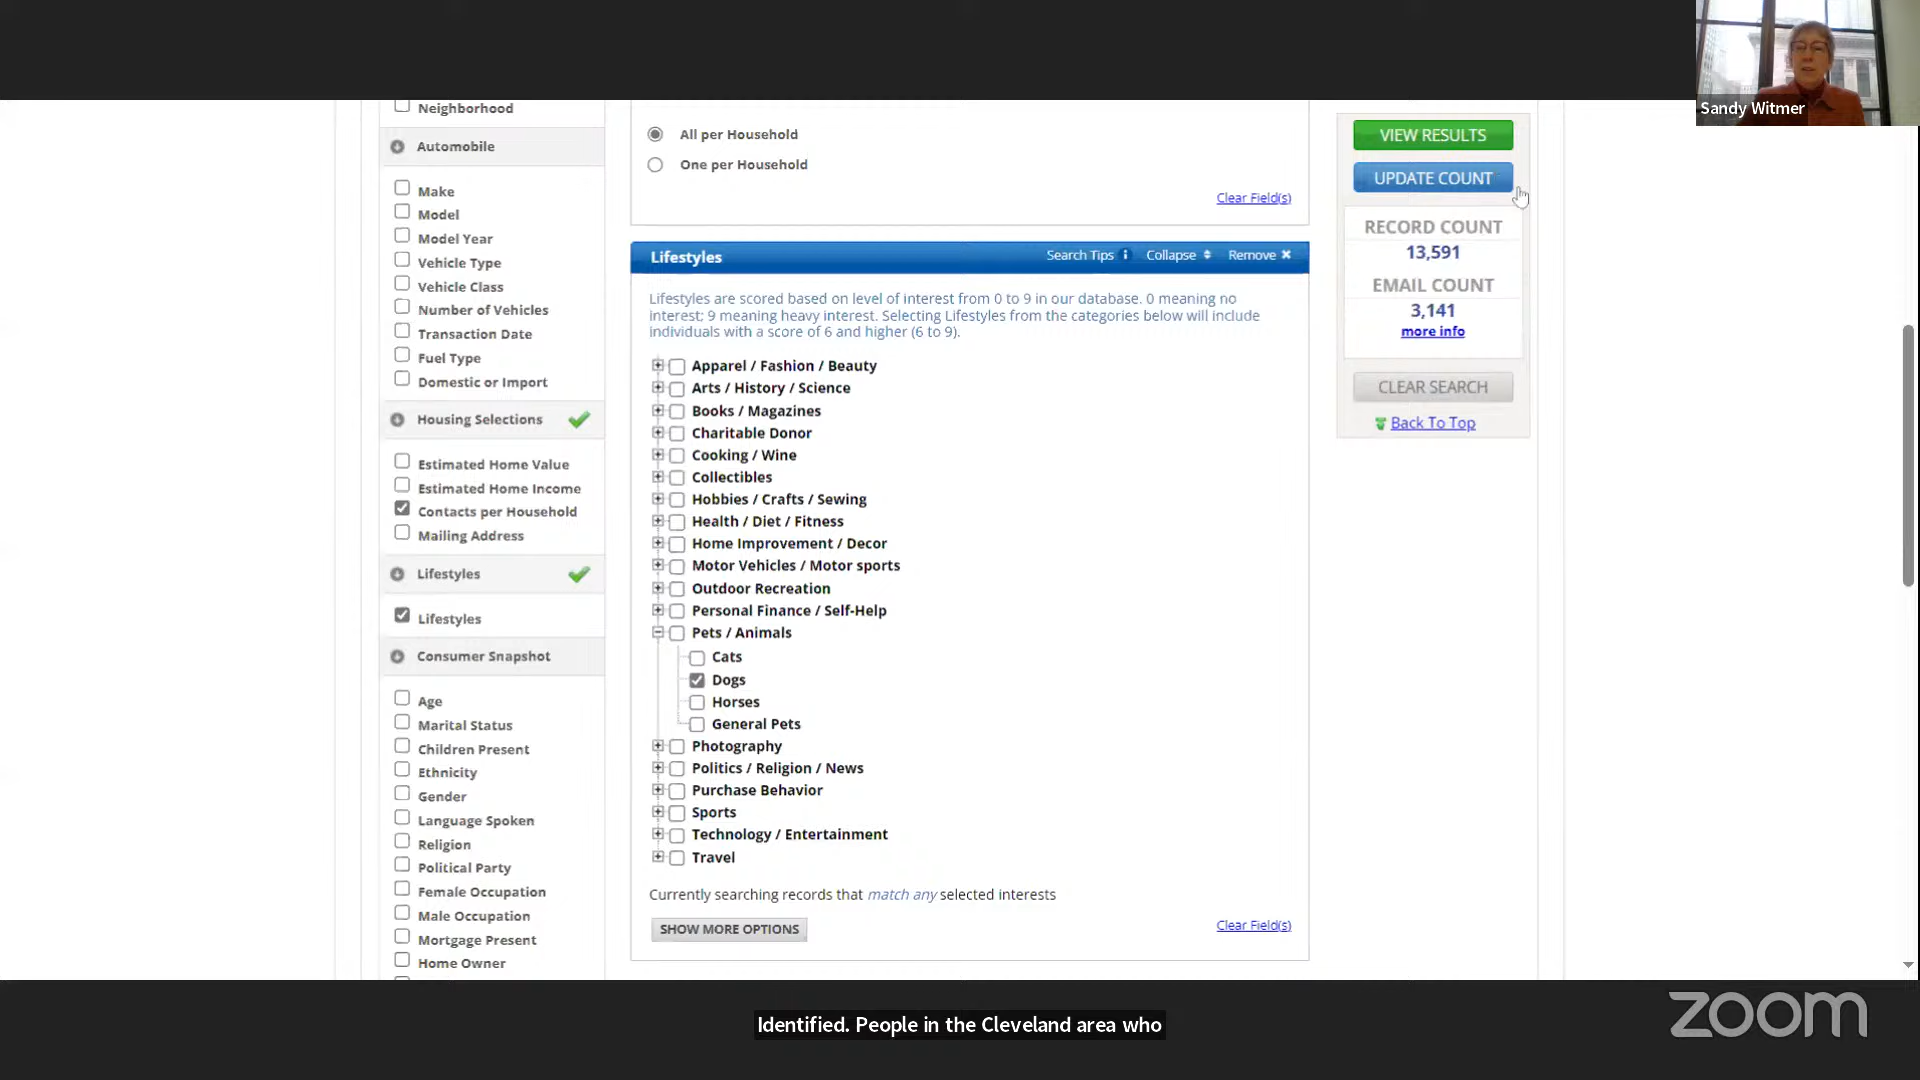 Sandy Witmer
Neighborhood
Automobile
Make
Model
Model Year
Vehicle Type
Vehicle Class
Number of Vehicles
Transaction Date
Fuel Type
Domestic or Import
Housing Selections
Estimated Home Value
Estimated Home Income
Contacts per Household
Mailing Address
Lifestyles
Lifestyles
Consumer Snapshot
Age
Marital Status
Children Present
Ethnicity
Gender
Language Spoken
Religion
Political Party
Female Occupation
Male Occupation
Mortgage Present
Home Owner
All per Household
One per Household
Clear Field(s)
Lifestyles Search Tips i Collapse Remove ✖
Lifestyles are scored based on level of interest from 0 to 9 in our database. 0 meaning no
interest; 9 meaning heavy interest. Selecting Lifestyles from the categories below will include
individuals with a score of 6 and higher (6 to 9).
Apparel / Fashion / Beauty
Arts / History / Science
Books / Magazines
Charitable Donor
Cooking / Wine
Collectibles
Hobbies / Crafts / Sewing
Health / Diet / Fitness
Home Improvement / Decor
Motor Vehicles / Motor sports
Outdoor Recreation
Personal Finance / Self-Help
Pets / Animals
Cats
Dogs
Horses
General Pets
Photography
Politics / Religion / News
Purchase Behavior
Sports
Technology / Entertainment
Travel
Currently searching records that match any selected interests
SHOW MORE OPTIONS
Clear Field(s)
VIEW RESULTS
UPDATE COUNT
RECORD COUNT
13,591
EMAIL COUNT
3,141
more info
CLEAR SEARCH
Back To Top
Identified. People in the Cleveland area who
zoom